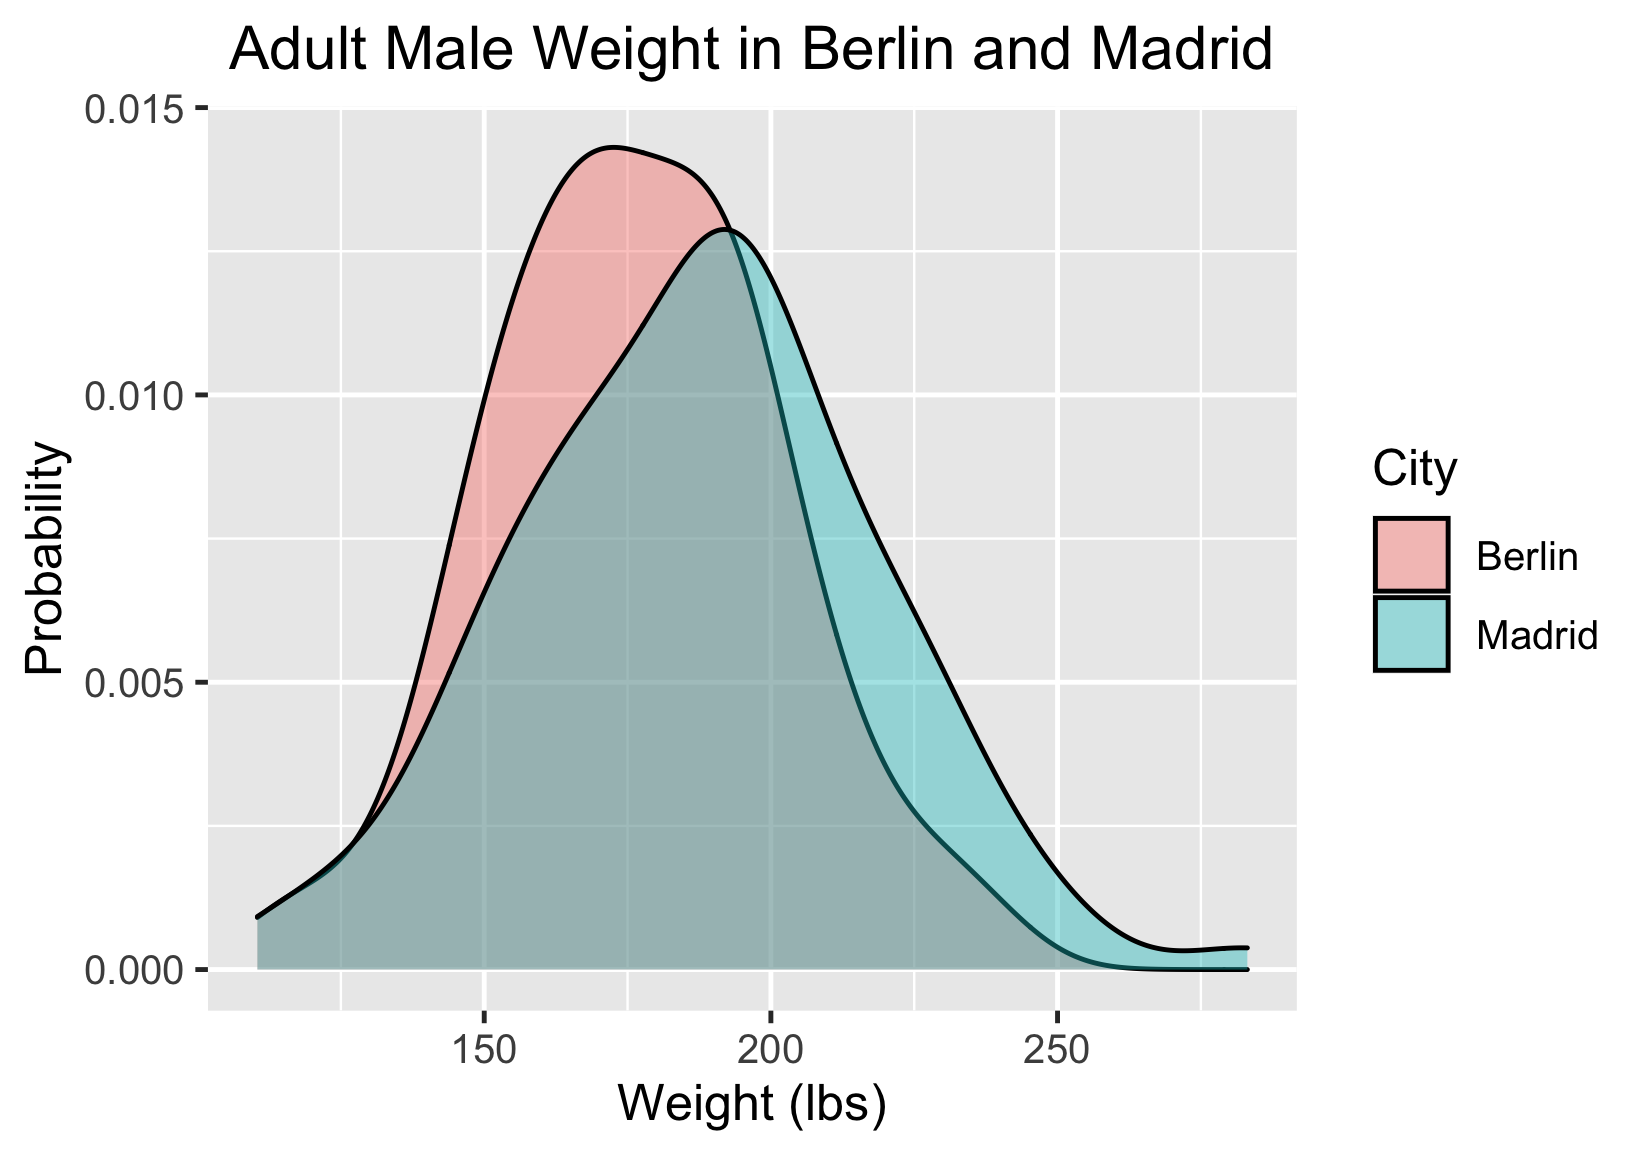 Adult Male Weight in Berlin and Madrid
0.015
0.010
0.005
0.000
Probability
150 200 250
Weight (lbs)
City
Berlin
Madrid